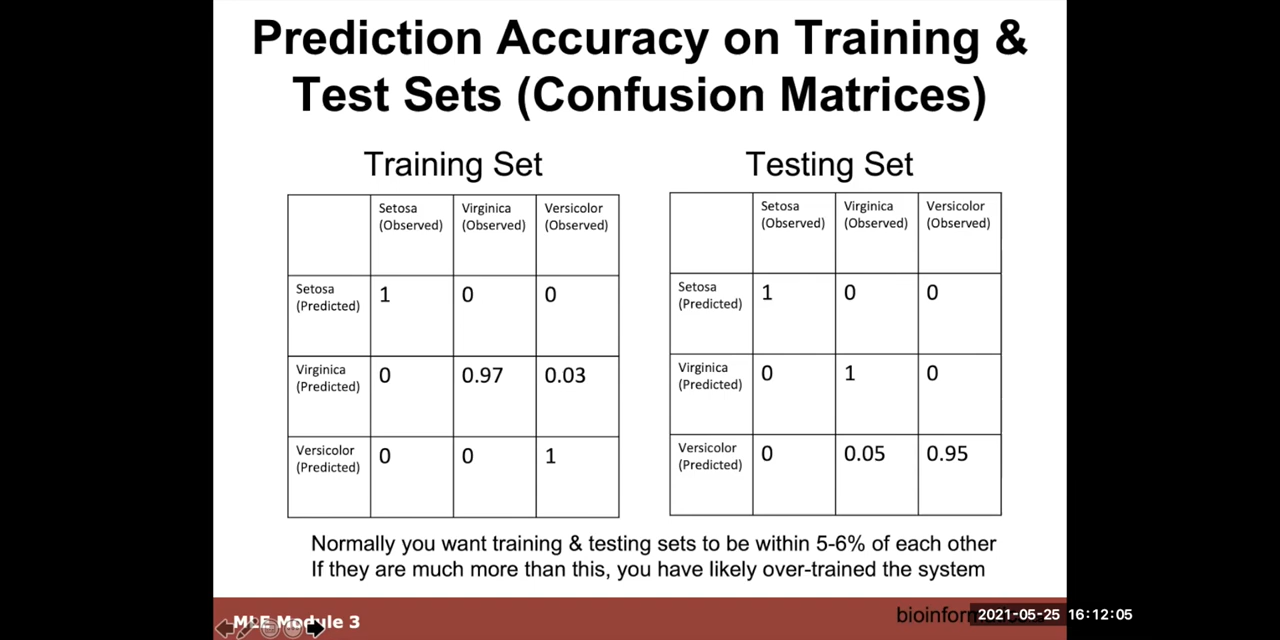 Prediction Accuracy on Training &
Test Sets (Confusion Matrices)
Training Set
Setosa (Observed) Virginica (Observed) Versicolor (Observed)
Setosa (Predicted) 1 0 0
Virginica (Predicted) 0 0.97 0.03
Versicolor (Predicted) 0 0 1
Testing Set
Setosa (Observed) Virginica (Observed) Versicolor (Observed)
Setosa (Predicted) 1 0 0
Virginica (Predicted) 0 1 0
Versicolor (Predicted) 0 0.05 0.95
Normally you want training & testing sets to be within 5-6% of each other
If they are much more than this, you have likely over-trained the system
MLE Module 3
2021-05-25 16:12:05